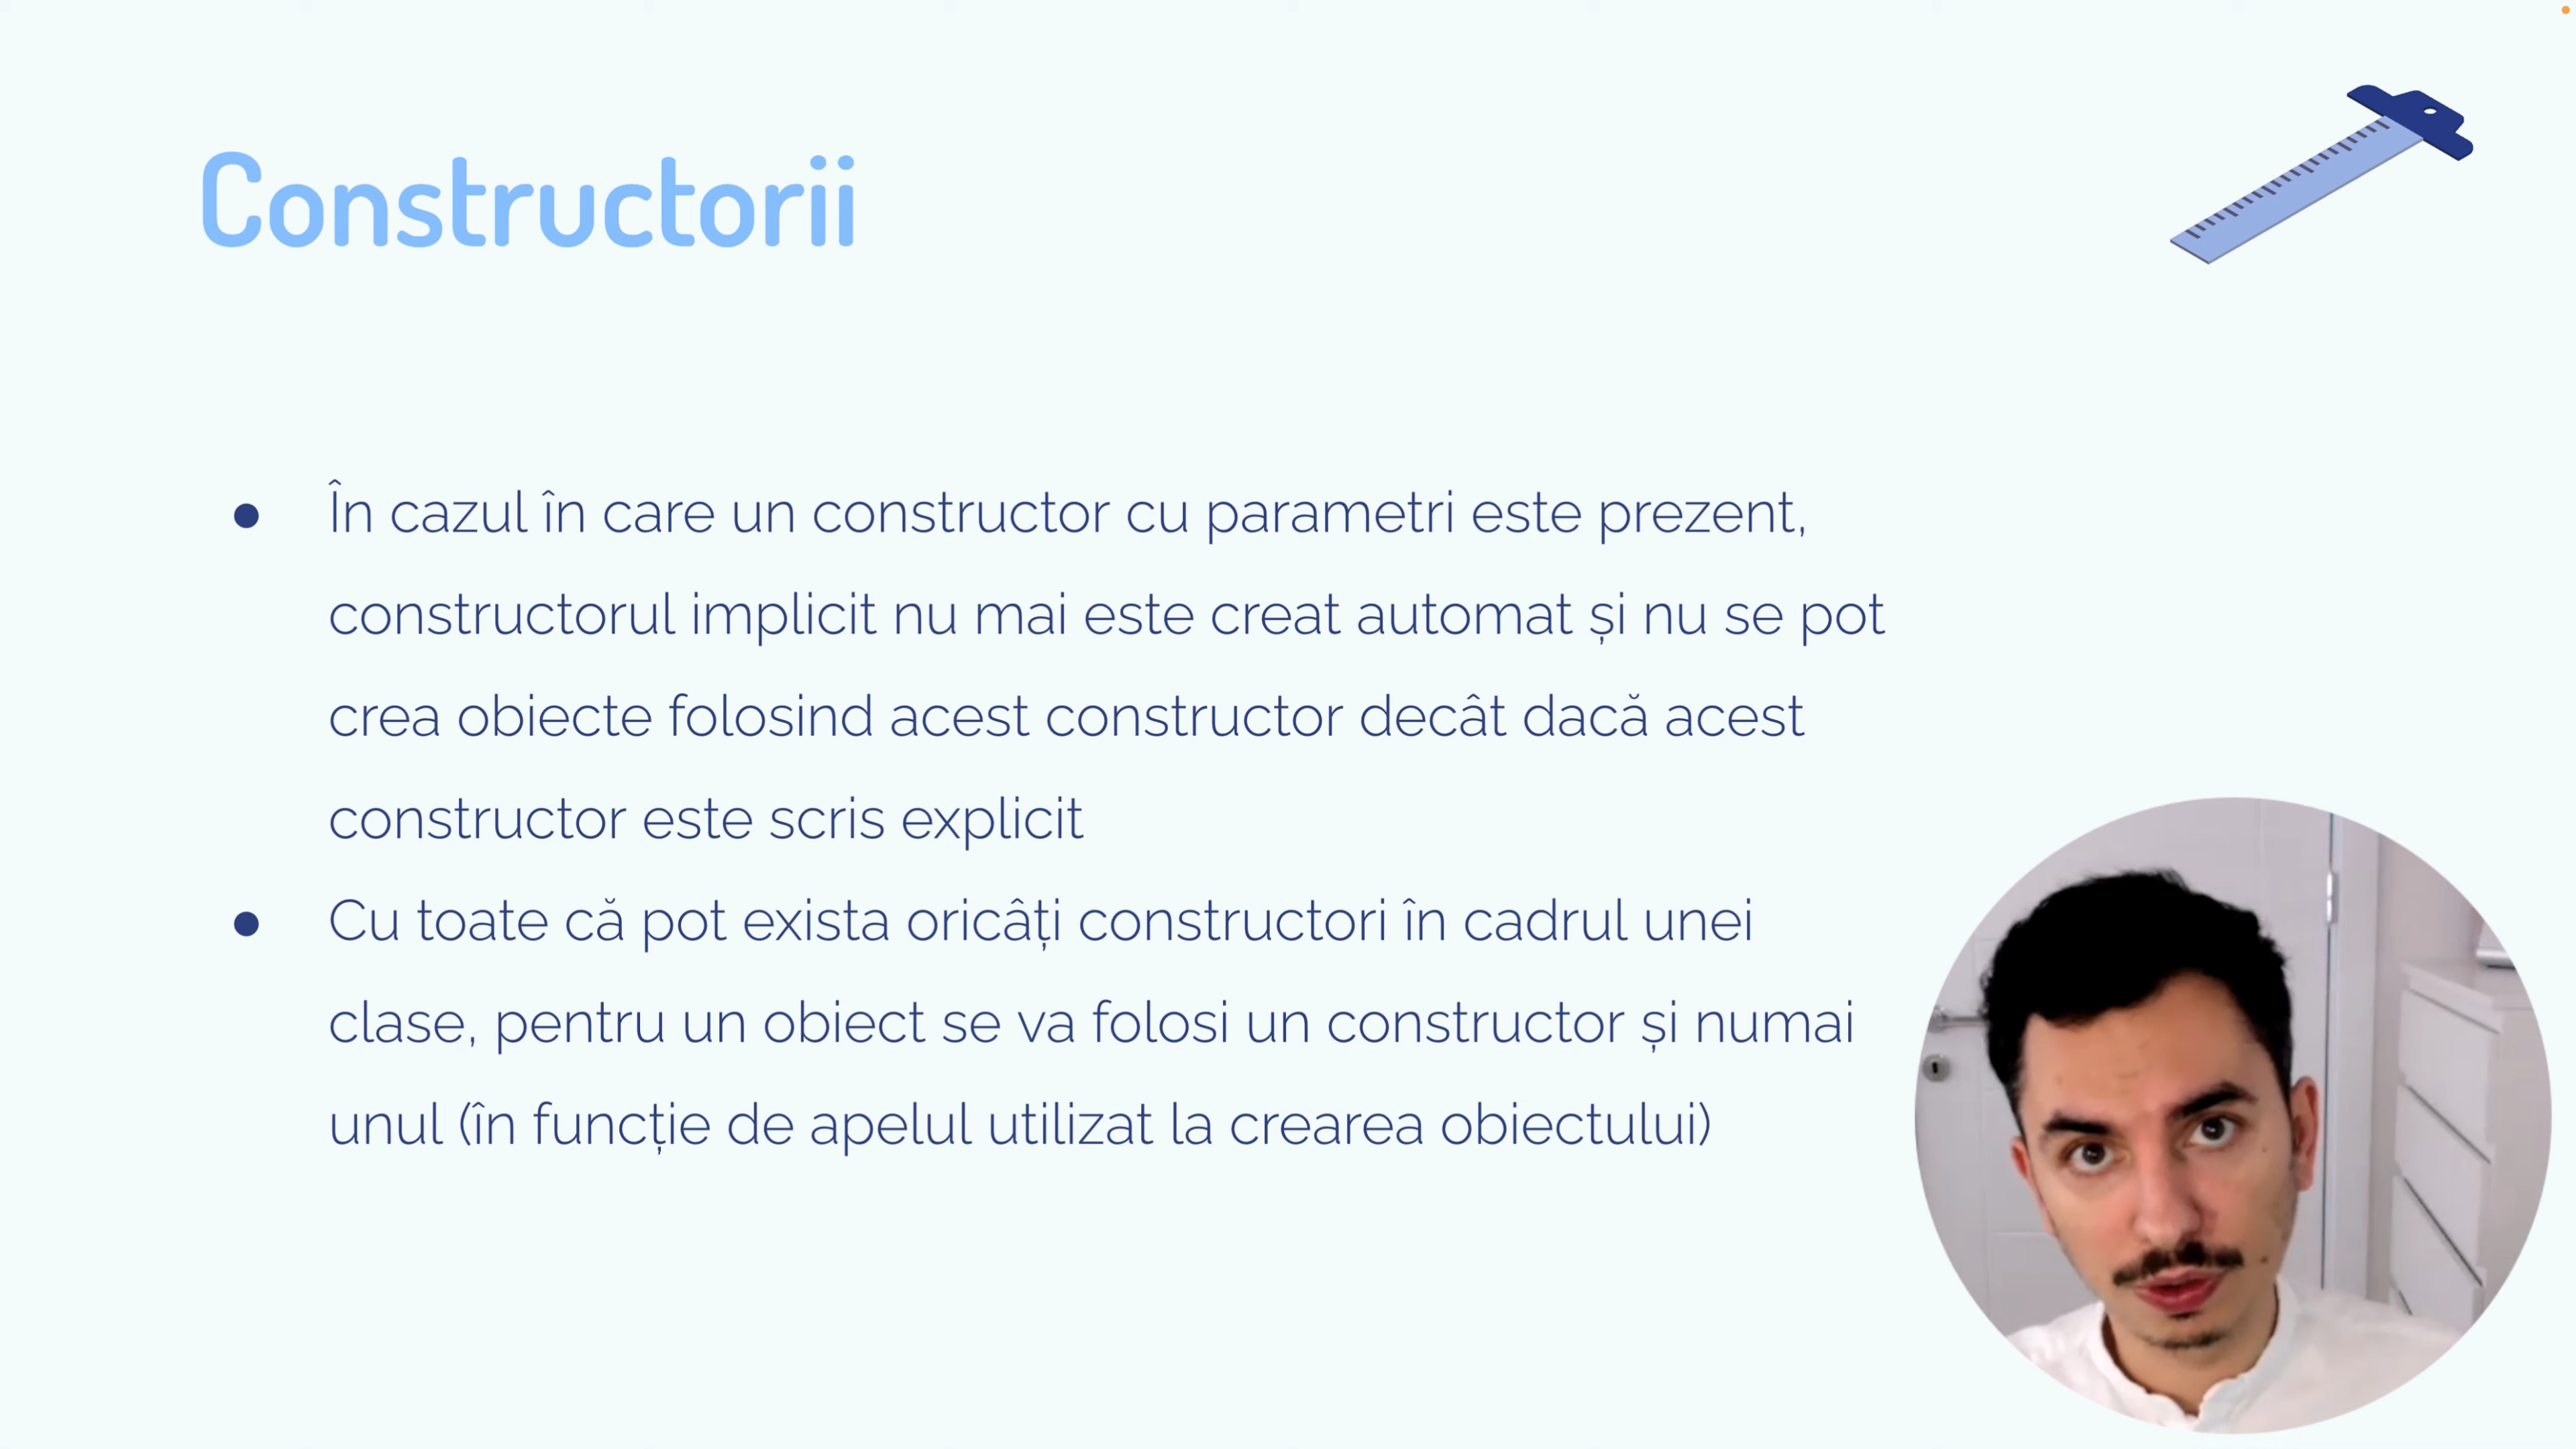 Constructorii
● În cazul în care un constructor cu parametri este prezent,
constructorul implicit nu mai este creat automat și nu se pot
crea obiecte folosind acest constructor decât dacă acest
constructor este scris explicit
● Cu toate că pot exista oricâți constructori în cadrul unei
clase, pentru un obiect se va folosi un constructor și numai
unul (în funcție de apelul utilizat la crearea obiectului)